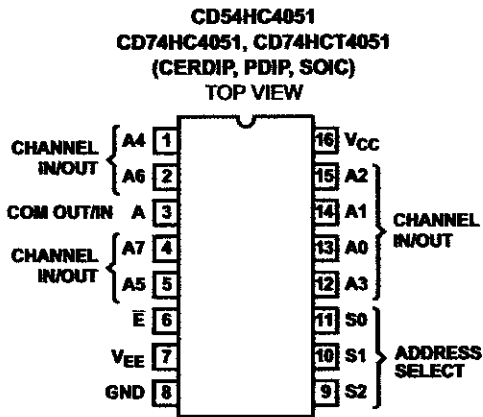 CD54HC4051
CD74HC4051, CD74HCT4051
(CERDIP, PDIP, SOIC)
TOP VIEW
CHANNEL IN/OUT
A4 1
A6 2
COM OUT/IN A 3
CHANNEL IN/OUT
A7 4
A5 5
E̅ 6
VEE 7
GND 8
16 VCC
15 A2
14 A1
13 A0
12 A3
CHANNEL IN/OUT
11 S0
10 S1
9 S2
ADDRESS SELECT